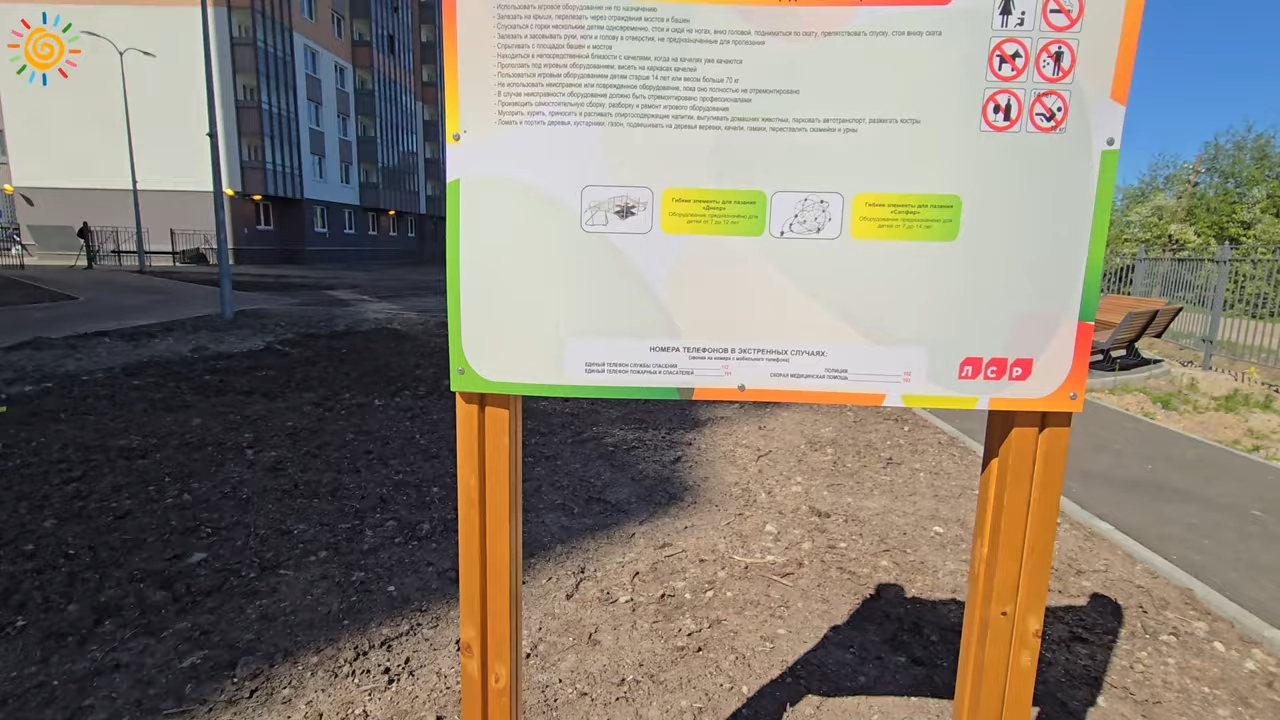 - Использовать игровое оборудование не по назначению
- Залезать на крыши, перелезать через ограждения мостов и башен
- Спускаться с горки нескольким детям одновременно, стоя и сидя на ногах, вниз головой, подниматься по скату, препятствовать спуску, стоя внизу ската
- Залезать и засовывать руки, ноги и голову в отверстия, не предназначенные для пролезания
- Спрыгивать с площадок башен и мостов
- Находиться в непосредственной близости с качелями, когда на качелях уже качаются
- Проползать под игровым оборудованием, висеть на каркасах качелей
- Пользоваться игровым оборудованием детям старше 14 лет или весом больше 70 кг
- Не использовать неисправное или повреждённое оборудование, пока оно полностью не отремонтировано
- В случае неисправности оборудование должно быть отремонтировано профессионалами
- Производить самостоятельную сборку, разборку и ремонт игрового оборудования
- Мусорить, курить, приносить и распивать спиртосодержащие напитки, выгуливать домашних животных, парковать автотранспорт, разжигать костры
- Ломать и портить деревья, кустарники, газон, подвешивать на деревья веревки, качели, гамаки, переставлять скамейки и урны
Гибкие элементы для лазания
«Днепр»
Оборудование предназначено для
детей от 7 до 12 лет
Гибкие элементы для лазания
«Сапфир»
Оборудование предназначено для
детей от 7 до 14 лет
НОМЕРА ТЕЛЕФОНОВ В ЭКСТРЕННЫХ СЛУЧАЯХ:
(звонки на номера с мобильного телефона)
ЕДИНЫЙ ТЕЛЕФОН СЛУЖБЫ СПАСЕНИЯ 112
ЕДИНЫЙ ТЕЛЕФОН ПОЖАРНЫХ И СПАСАТЕЛЕЙ 101
ПОЛИЦИЯ 102
СКОРАЯ МЕДИЦИНСКАЯ ПОМОЩЬ 103
ЛСР